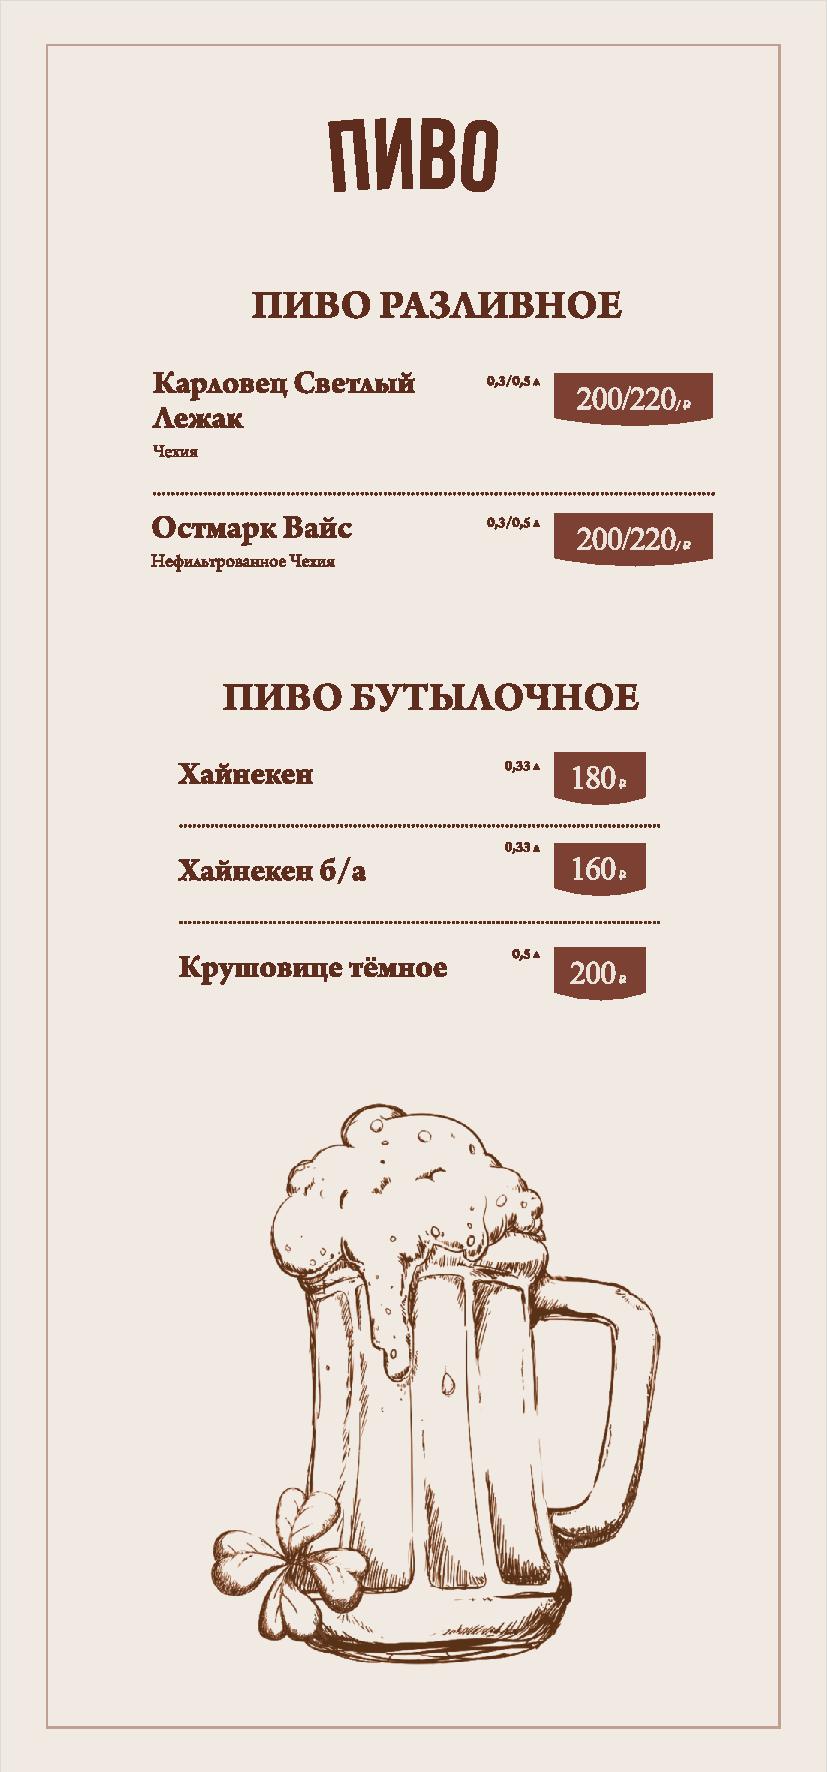 ПИВО
ПИВО РАЗЛИВНОЕ
Карловец Светлый 0,3/0,5 л 200/220/₽
Лежак
Чехия
Остмарк Вайс 0,3/0,5 л 200/220/₽
Нефильтрованное Чехия
ПИВО БУТЫЛОЧНОЕ
Хайнекен 0,33 л 180 ₽
Хайнекен б/а 0,33 л 160 ₽
Крушовице тёмное 0,5 л 200 ₽